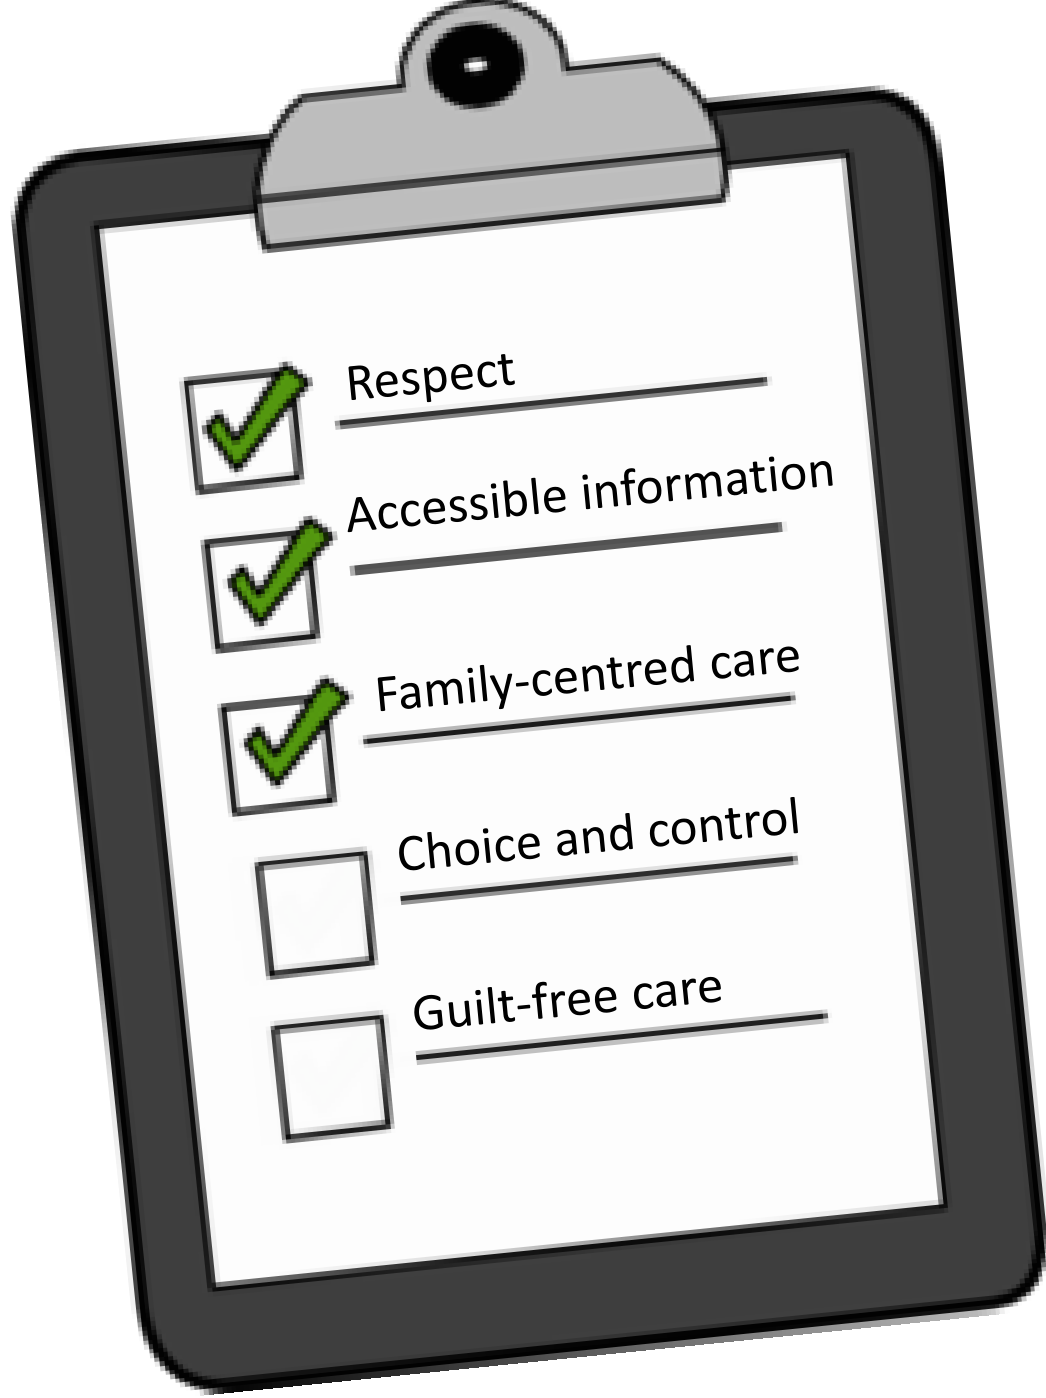 Respect
Accessible information
Family-centred care
Choice and control
Guilt-free care